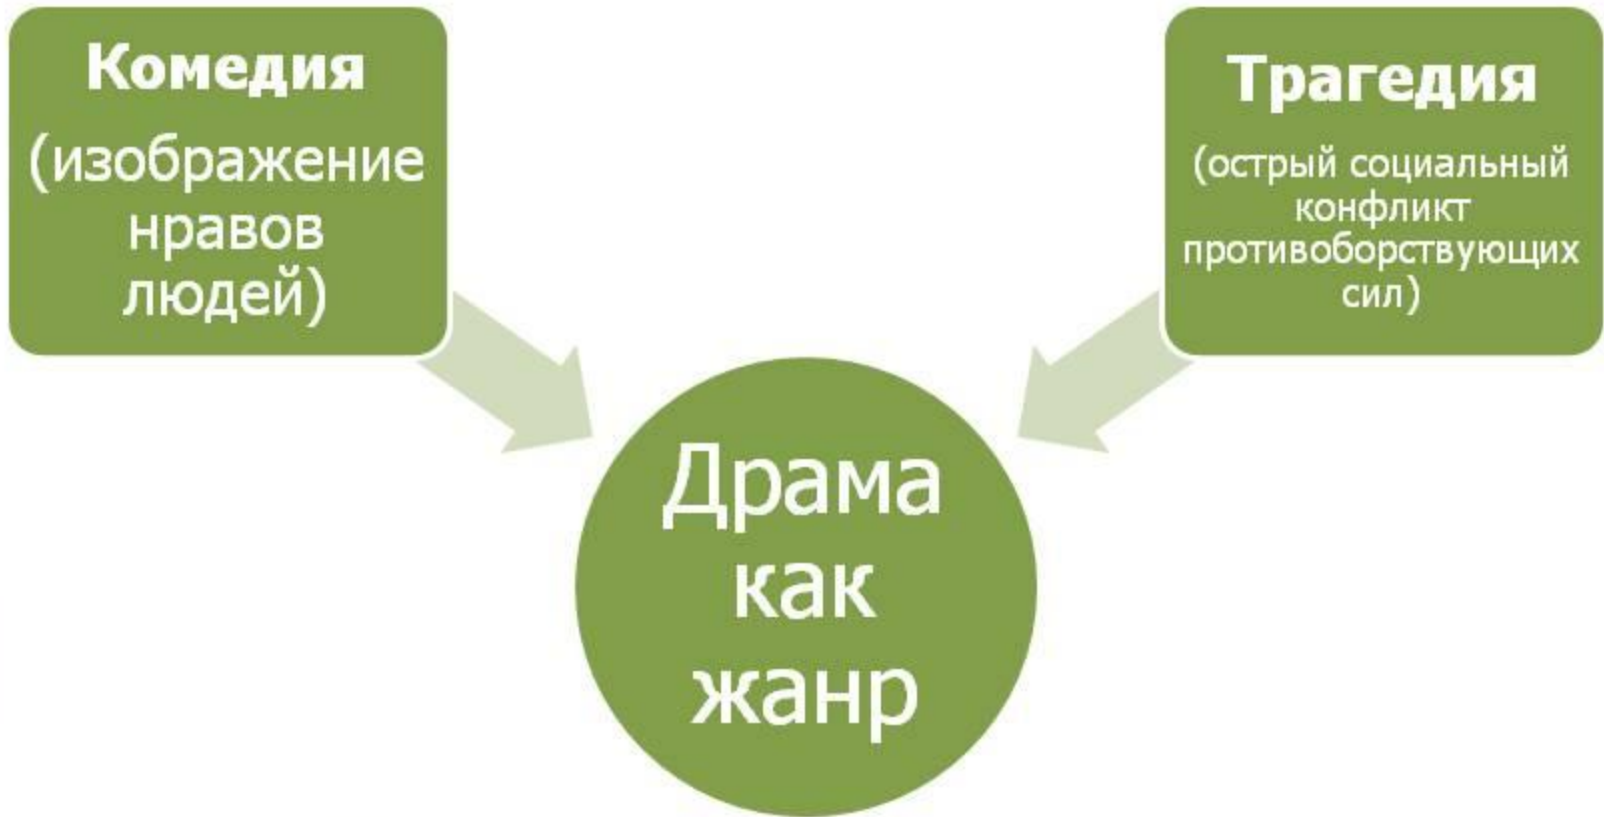 Комедия
(изображение
нравов
людей)
Трагедия
(острый социальный
конфликт
противоборствующих
сил)
Драма
как
жанр